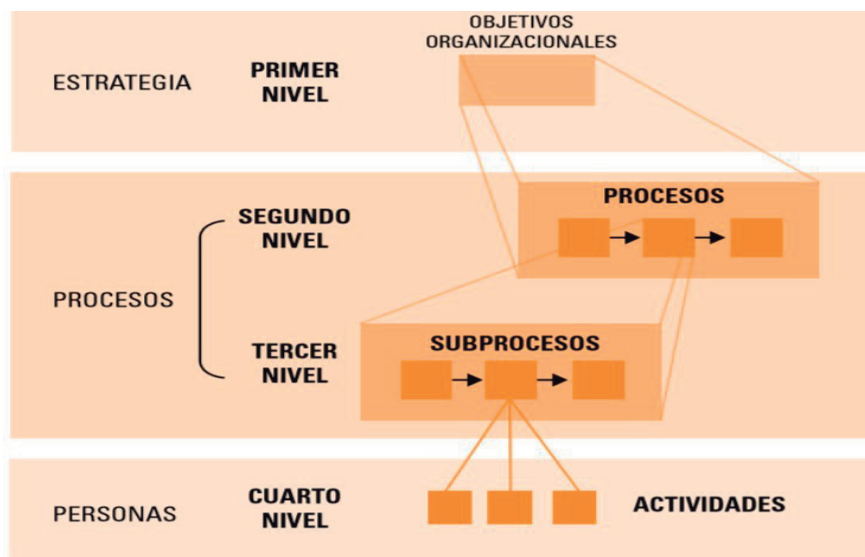 OBJETIVOS
ORGANIZACIONALES
ESTRATEGIA
PRIMER
NIVEL
PROCESOS
SEGUNDO
NIVEL
PROCESOS
TERCER
NIVEL
SUBPROCESOS
PERSONAS
CUARTO
NIVEL
ACTIVIDADES